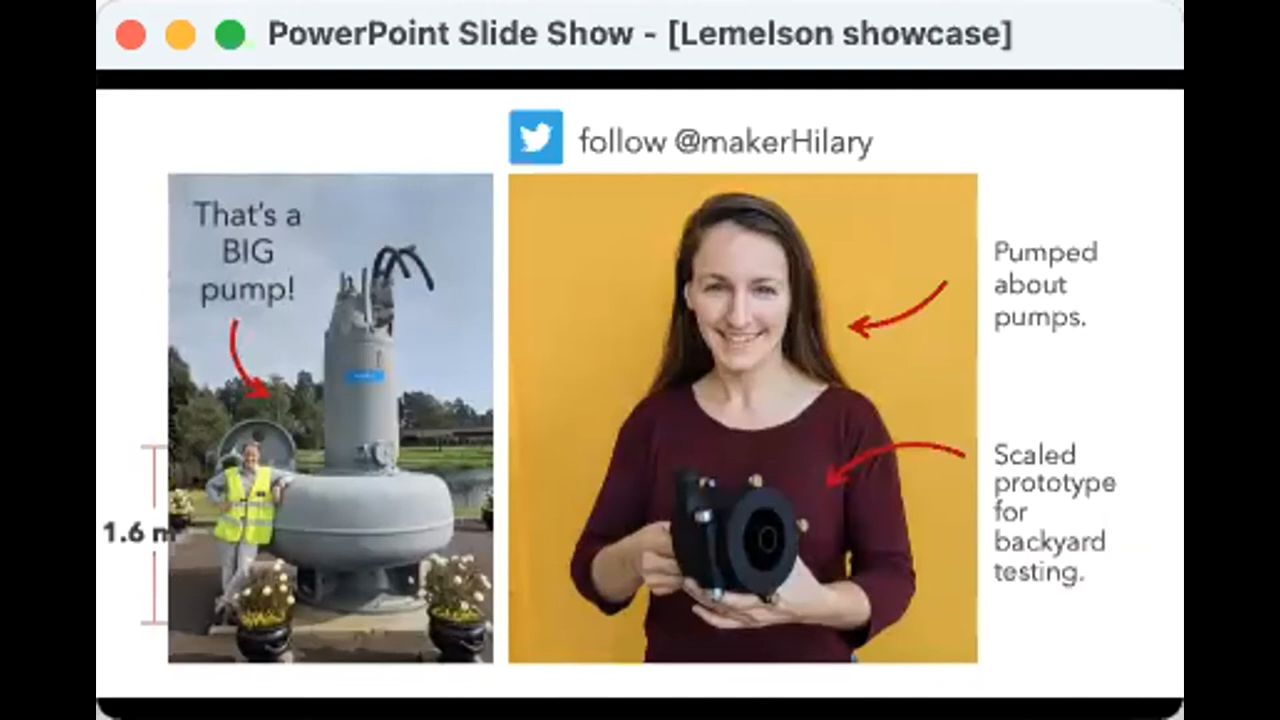 PowerPoint Slide Show - [Lemelson showcase]
follow @makerHilary
That's a
BIG
pump!
1.6 m
Pumped
about
pumps.
Scaled
prototype
for
backyard
testing.